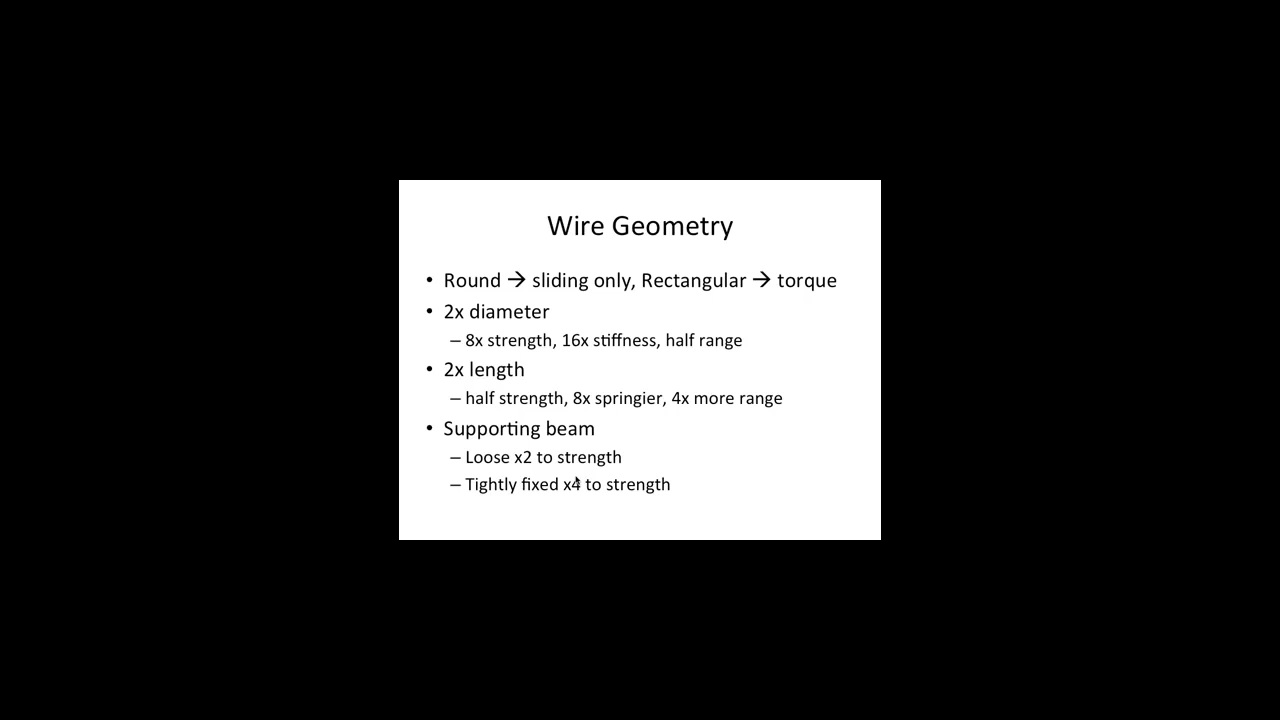 Wire Geometry
• Round → sliding only, Rectangular → torque
• 2x diameter
– 8x strength, 16x stiffness, half range
• 2x length
– half strength, 8x springier, 4x more range
• Supporting beam
– Loose x2 to strength
– Tightly fixed x4 to strength